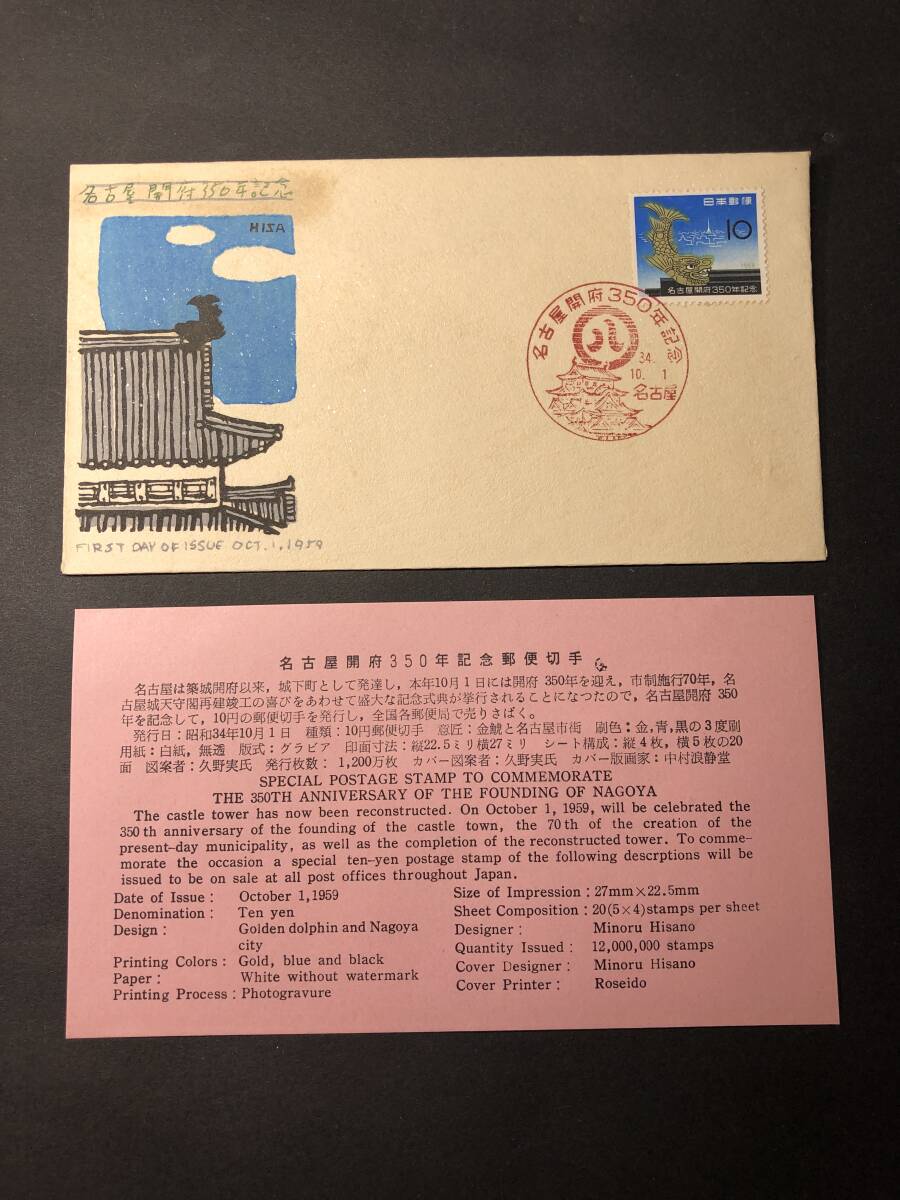 名古屋開府350年記念
HISA
FIRST DAY OF ISSUE OCT. 1, 1959
日本郵便
10
名古屋開府350年記念
名古屋開府350年記念
八
34.
10. 1
名古屋
名古屋開府350年記念郵便切手
名古屋は築城開府以来，城下町として発達し，本年10月1日には開府 350年を迎え，市制施行70年，名
古屋城天守閣再建竣工の喜びをあわせて盛大な記念式典が挙行されることになつたので，名古屋開府 350
年を記念して，10円の郵便切手を発行し，全国各郵便局で売りさばく。
発行日：昭和34年10月1日 種類：10円郵便切手 意匠：金鯱と名古屋市街 刷色：金，青，黒の3度刷
用紙：白紙，無透 版式：グラビア 印面寸法：縦22.5ミリ横27ミリ シート構成：縦4枚，横5枚の20
面 図案者：久野実氏 発行枚数：1,200万枚 カバー図案者：久野実氏 カバー版画家：中村浪静堂
SPECIAL POSTAGE STAMP TO COMMEMORATE
THE 350TH ANNIVERSARY OF THE FOUNDING OF NAGOYA
The castle tower has now been reconstructed. On October 1, 1959, will be celebrated the
350th anniversary of the founding of the castle town, the 70th of the creation of the
present-day municipality, as well as the completion of the reconstructed tower. To comme-
morate the occasion a special ten-yen postage stamp of the following descrptions will be
issued to be on sale at all post offices throughout Japan.
Date of Issue: October 1,1959
Denomination: Ten yen
Design: Golden dolphin and Nagoya
city
Printing Colors: Gold, blue and black
Paper: White without watermark
Printing Process: Photogravure
Size of Impression: 27mm×22.5mm
Sheet Composition: 20(5×4)stamps per sheet
Designer: Minoru Hisano
Quantity Issued: 12,000,000 stamps
Cover Designer: Minoru Hisano
Cover Printer: Roseido